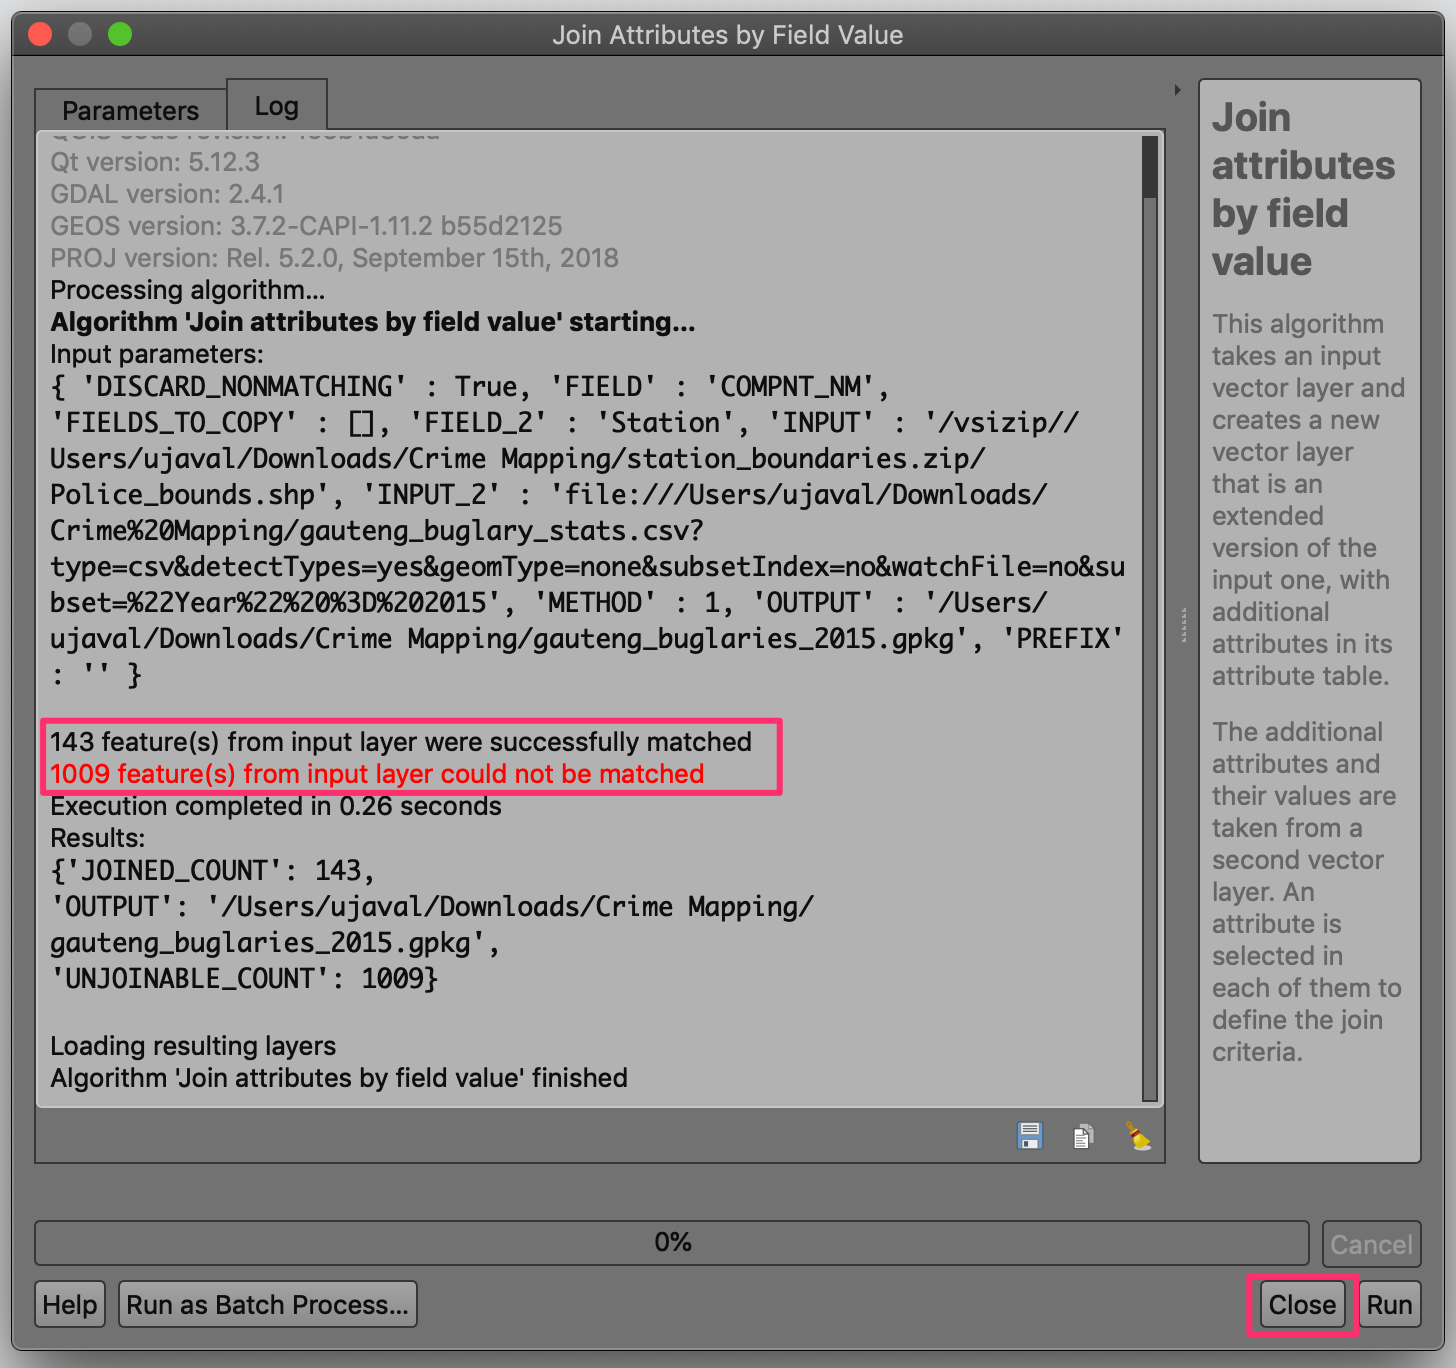 Join Attributes by Field Value
Parameters
Log
Qt version: 5.12.3
GDAL version: 2.4.1
GEOS version: 3.7.2-CAPI-1.11.2 b55d2125
PROJ version: Rel. 5.2.0, September 15th, 2018
Processing algorithm...
Algorithm 'Join attributes by field value' starting...
Input parameters:
{ 'DISCARD_NONMATCHING' : True, 'FIELD' : 'COMPNT_NM',
'FIELDS_TO_COPY' : [], 'FIELD_2' : 'Station', 'INPUT' : '/vsizip//
Users/ujaval/Downloads/Crime Mapping/station_boundaries.zip/
Police_bounds.shp', 'INPUT_2' : 'file:///Users/ujaval/Downloads/
Crime%20Mapping/gauteng_buglary_stats.csv?
type=csv&detectTypes=yes&geomType=none&subsetIndex=no&watchFile=no&su
bset=%22Year%22%20%3D%202015', 'METHOD' : 1, 'OUTPUT' : '/Users/
ujaval/Downloads/Crime Mapping/gauteng_buglaries_2015.gpkg', 'PREFIX'
: '' }
143 feature(s) from input layer were successfully matched
1009 feature(s) from input layer could not be matched
Execution completed in 0.26 seconds
Results:
{'JOINED_COUNT': 143,
'OUTPUT': '/Users/ujaval/Downloads/Crime Mapping/
gauteng_buglaries_2015.gpkg',
'UNJOINABLE_COUNT': 1009}
Loading resulting layers
Algorithm 'Join attributes by field value' finished
Join
attributes
by field
value
This algorithm
takes an input
vector layer and
creates a new
vector layer
that is an
extended
version of the
input one, with
additional
attributes in its
attribute table.
The additional
attributes and
their values are
taken from a
second vector
layer. An
attribute is
selected in
each of them to
define the join
criteria.
0%
Cancel
Help
Run as Batch Process...
Close
Run